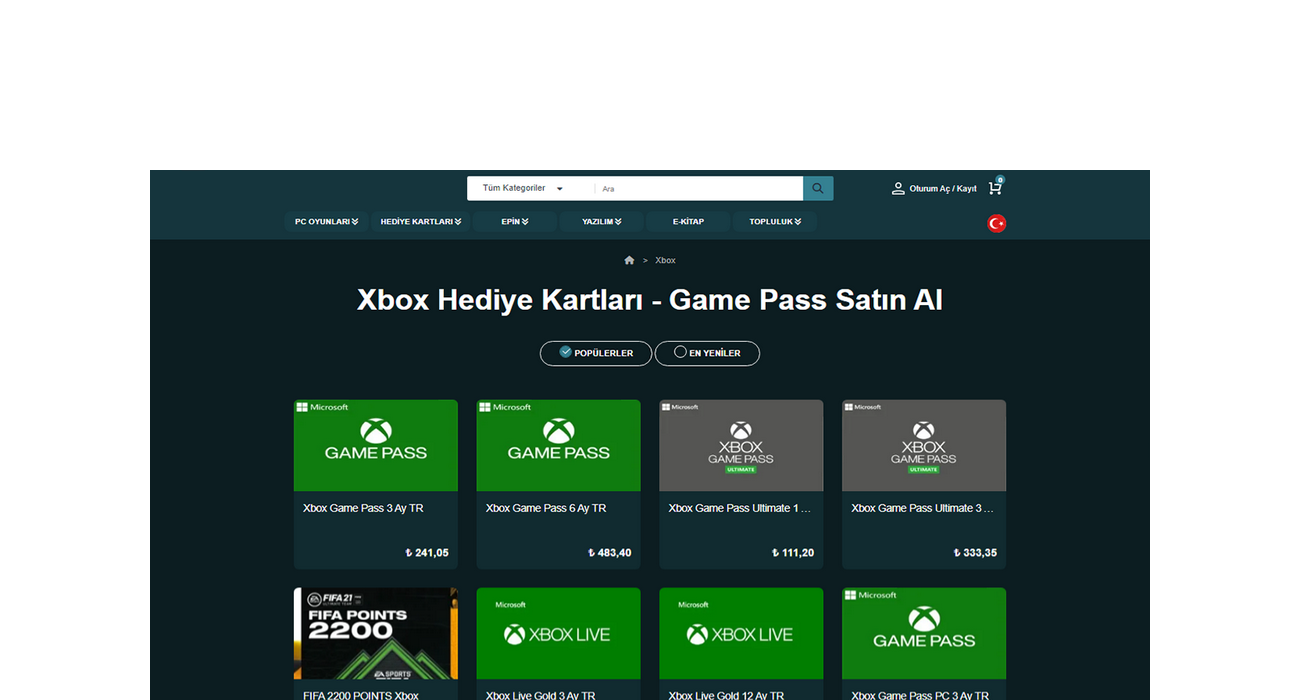 Tüm Kategoriler
Ara
Oturum Aç / Kayıt
0
PC OYUNLARI
HEDİYE KARTLARI
EPİN
YAZILIM
E-KİTAP
TOPLULUK
> Xbox
Xbox Hediye Kartları - Game Pass Satın Al
POPÜLERLER
EN YENİLER
Microsoft
GAME PASS
Xbox Game Pass 3 Ay TR
₺ 241,05
Microsoft
GAME PASS
Xbox Game Pass 6 Ay TR
₺ 483,40
Microsoft
XBOX
GAME PASS
ULTIMATE
Xbox Game Pass Ultimate 1 ...
₺ 111,20
Microsoft
XBOX
GAME PASS
ULTIMATE
Xbox Game Pass Ultimate 3 ...
₺ 333,35
FIFA 21
ULTIMATE TEAM
FIFA POINTS
2200
EA SPORTS
FIFA 2200 POINTS Xbox
Microsoft
XBOX LIVE
Xbox Live Gold 3 Ay TR
Microsoft
XBOX LIVE
Xbox Live Gold 12 Ay TR
Microsoft
GAME PASS
Xbox Game Pass PC 3 Ay TR